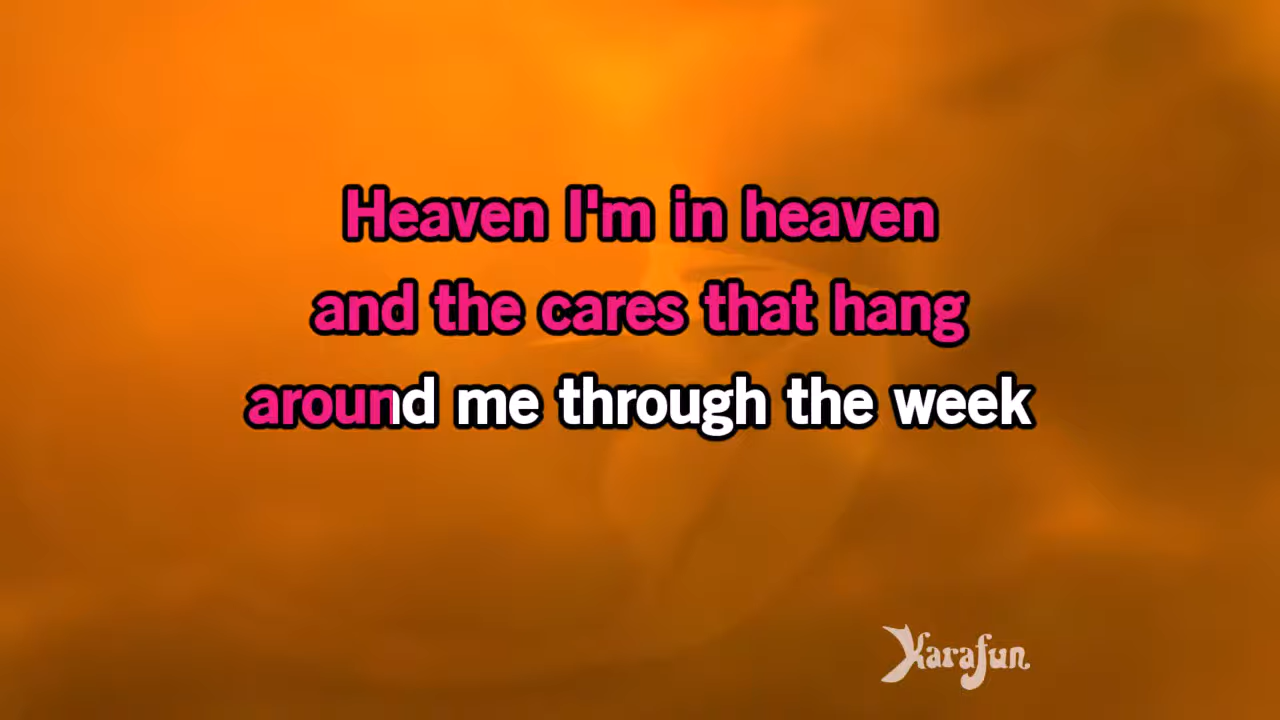 Heaven I'm in heaven
and the cares that hang
around me through the week
Karafun